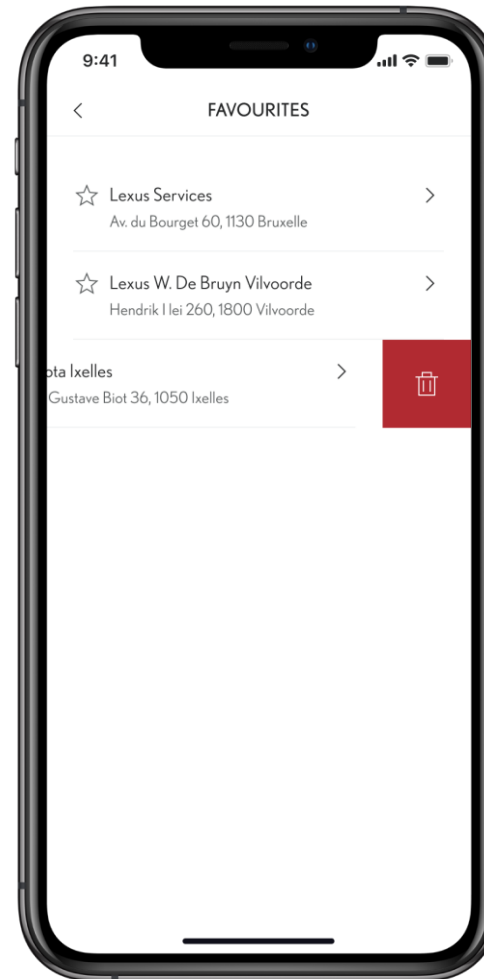 9:41
FAVOURITES
Lexus Services
Av. du Bourget 60, 1130 Bruxelle
Lexus W. De Bruyn Vilvoorde
Hendrik I lei 260, 1800 Vilvoorde
ota Ixelles
Gustave Biot 36, 1050 Ixelles